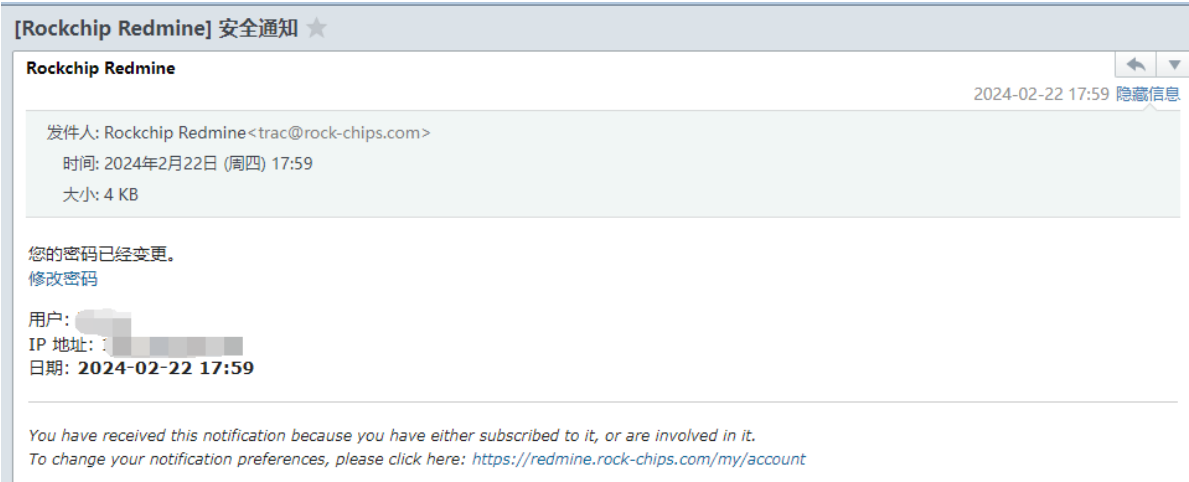 [Rockchip Redmine] 安全通知
Rockchip Redmine
2024-02-22 17:59 隐藏信息
发件人: Rockchip Redmine<trac@rock-chips.com>
时间: 2024年2月22日 (周四) 17:59
大小: 4 KB
您的密码已经变更。
修改密码
用户:
IP 地址:
日期: 2024-02-22 17:59
You have received this notification because you have either subscribed to it, or are involved in it.
To change your notification preferences, please click here: https://redmine.rock-chips.com/my/account